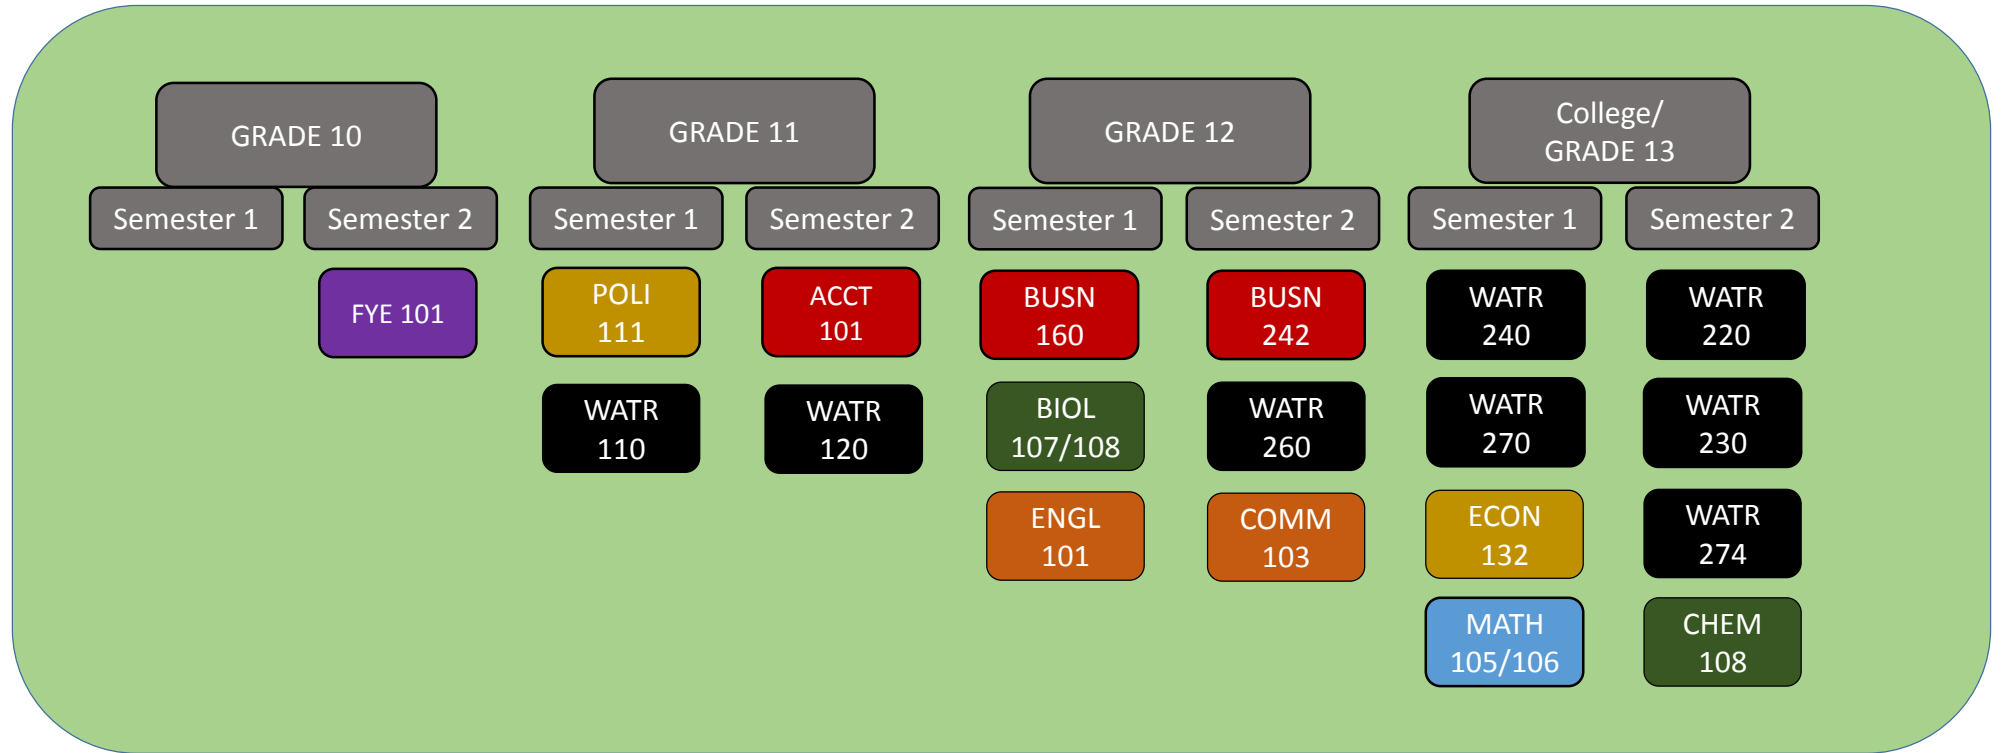 GRADE 10
GRADE 11
GRADE 12
College/
GRADE 13
Semester 1
Semester 2
Semester 1
Semester 2
Semester 1
Semester 2
Semester 1
Semester 2
FYE 101
POLI
111
ACCT
101
BUSN
160
BUSN
242
WATR
240
WATR
220
WATR
110
WATR
120
BIOL
107/108
WATR
260
WATR
270
WATR
230
ENGL
101
COMM
103
ECON
132
WATR
274
MATH
105/106
CHEM
108